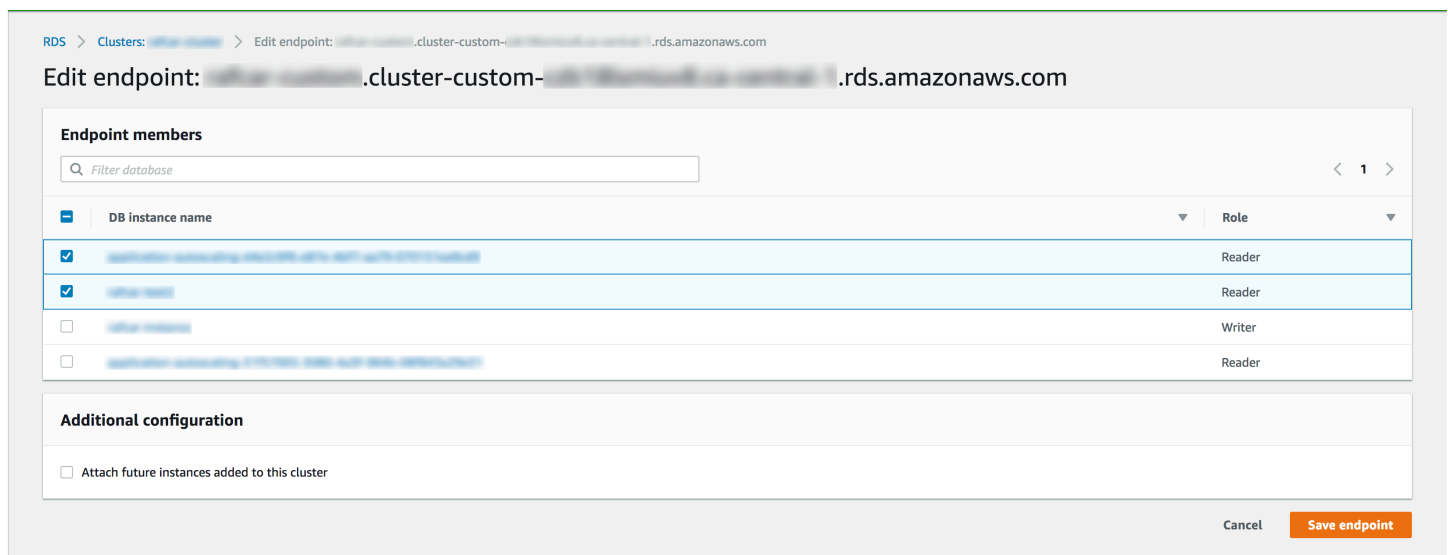 RDS > Clusters: > Edit endpoint: .cluster-custom- .rds.amazonaws.com
Edit endpoint: .cluster-custom- .rds.amazonaws.com
Endpoint members
Filter database
< 1 >
DB instance name Role
Reader
Reader
Writer
Reader
Additional configuration
Attach future instances added to this cluster
Cancel Save endpoint